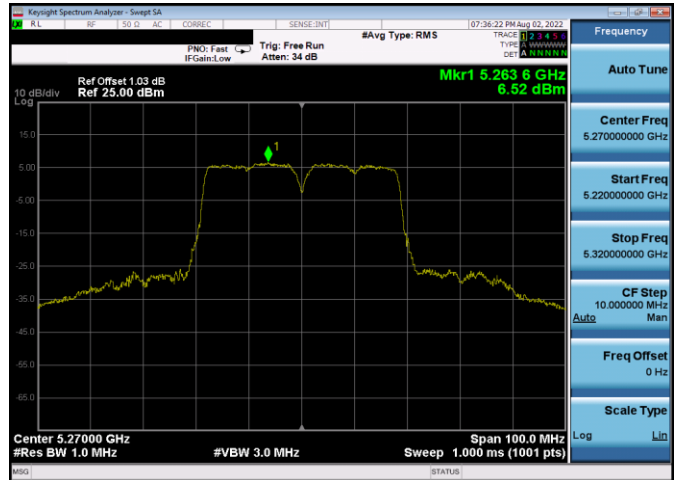 Keysight Spectrum Analyzer - Swept SA
RL RF 50 Ω AC CORREC SENSE:INT 07:36:22 PM Aug 02, 2022
#Avg Type: RMS
TRACE 1 2 3 4 5 6
TYPE A WWWWW
DET A N N N N N
PNO: Fast
IFGain:Low
Trig: Free Run
Atten: 34 dB
Mkr1 5.263 6 GHz
6.52 dBm
Ref Offset 1.03 dB
10 dB/div Ref 25.00 dBm
Log
15.0
5.00
-5.00
-15.0
-25.0
-35.0
-45.0
-55.0
-65.0
1
Center 5.27000 GHz Span 100.0 MHz
#Res BW 1.0 MHz #VBW 3.0 MHz Sweep 1.000 ms (1001 pts)
MSG STATUS
Frequency
Auto Tune
Center Freq
5.270000000 GHz
Start Freq
5.220000000 GHz
Stop Freq
5.320000000 GHz
CF Step
10.000000 MHz
Auto Man
Freq Offset
0 Hz
Scale Type
Log Lin